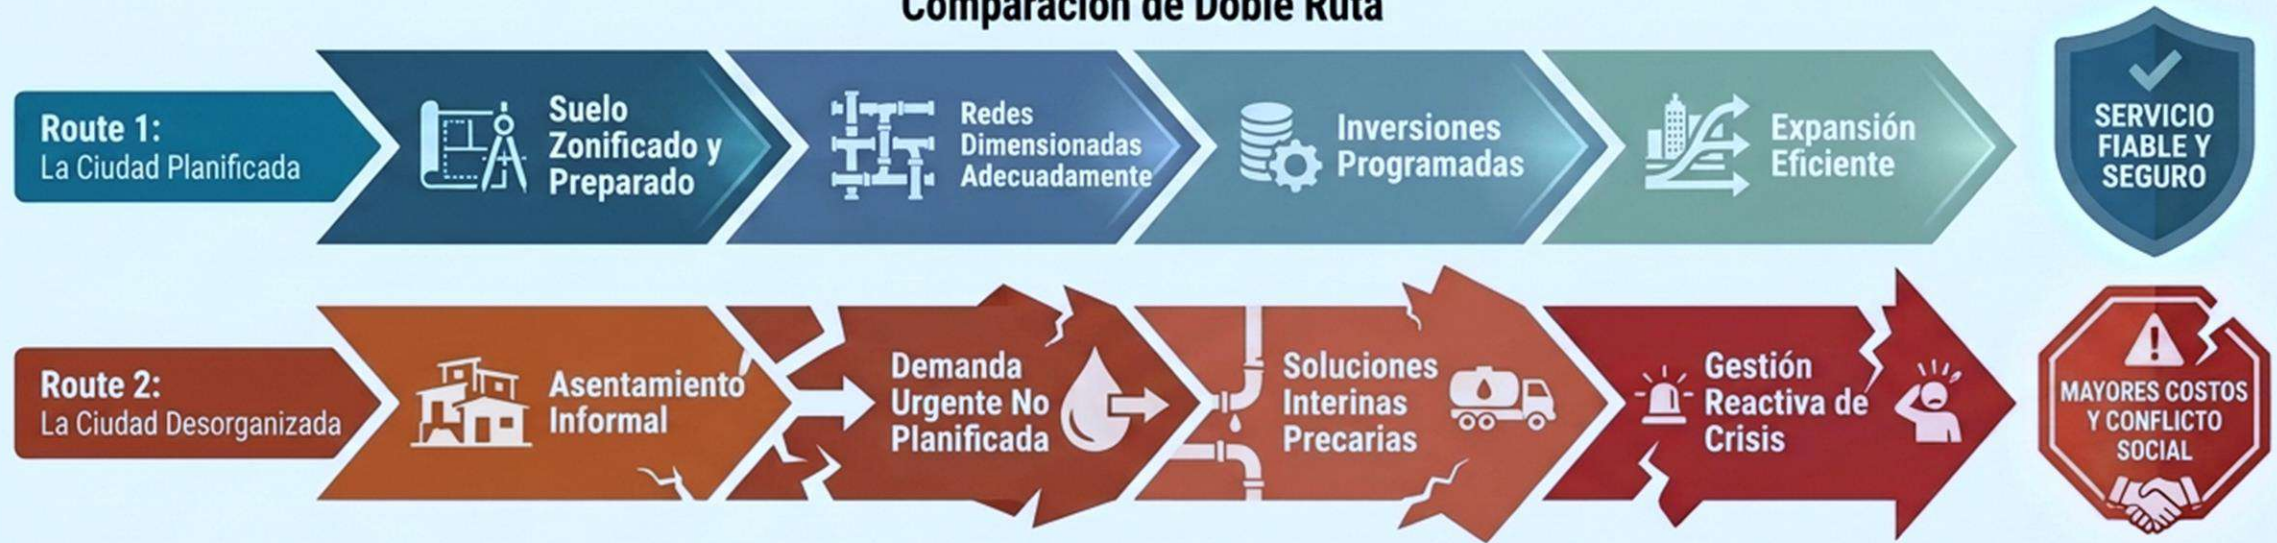 Comparación de Doble Ruta
Route 1:
La Ciudad Planificada
Suelo
Zonificado y
Preparado
Redes
Dimensionadas
Adecuadamente
Inversiones
Programadas
Expansión
Eficiente
SERVICIO
FIABLE Y
SEGURO
Route 2:
La Ciudad Desorganizada
Asentamiento
Informal
Demanda
Urgente No
Planificada
Soluciones
Interinas
Precarias
Gestión
Reactiva de
Crisis
MAYORES COSTOS
Y CONFLICTO
SOCIAL